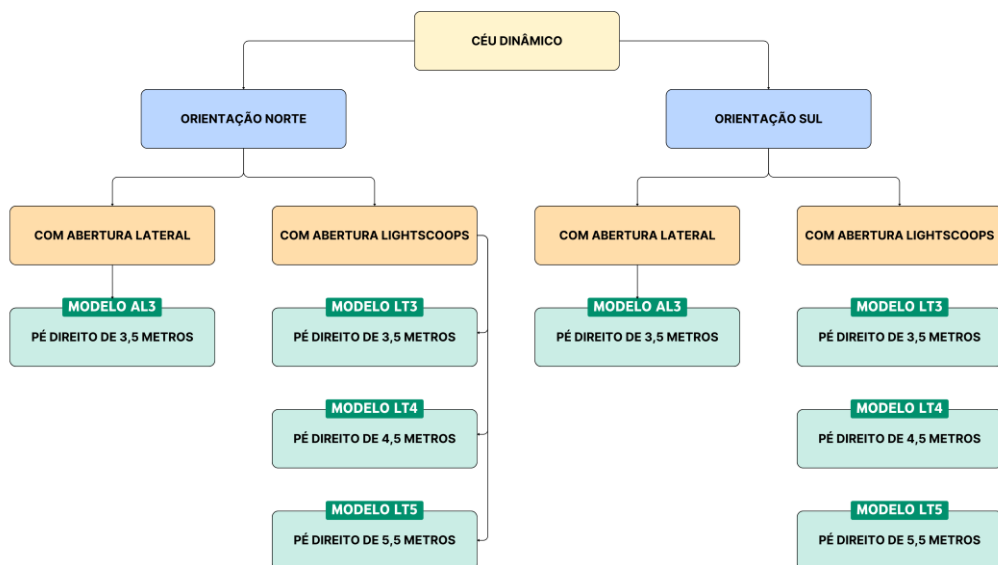 CÉU DINÂMICO
ORIENTAÇÃO NORTE
ORIENTAÇÃO SUL
COM ABERTURA LATERAL
COM ABERTURA LIGHTSCOOPS
COM ABERTURA LATERAL
COM ABERTURA LIGHTSCOOPS
MODELO AL3
MODELO LT3
MODELO AL3
MODELO LT3
PÉ DIREITO DE 3,5 METROS
PÉ DIREITO DE 3,5 METROS
PÉ DIREITO DE 3,5 METROS
PÉ DIREITO DE 3,5 METROS
MODELO LT4
MODELO LT4
PÉ DIREITO DE 4,5 METROS
PÉ DIREITO DE 4,5 METROS
MODELO LT5
MODELO LT5
PÉ DIREITO DE 5,5 METROS
PÉ DIREITO DE 5,5 METROS